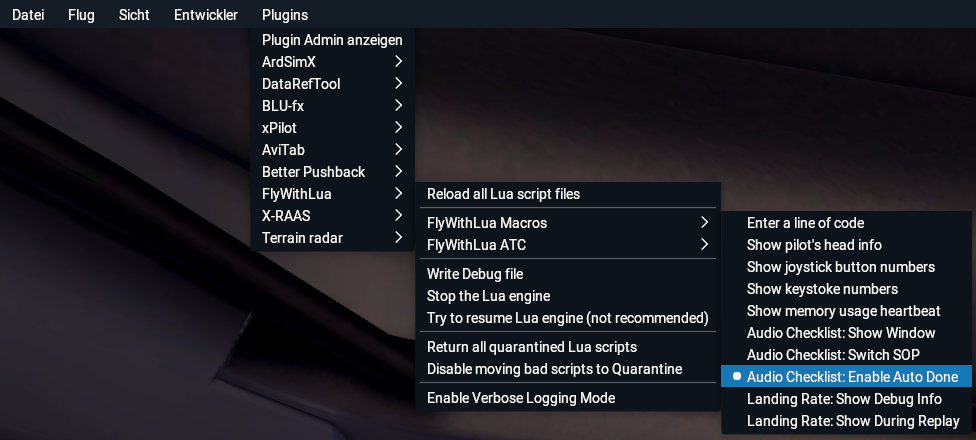 Datei Flug Sicht Entwickler Plugins
Plugin Admin anzeigen
ArdSimX
DataRefTool
BLU-fx
xPilot
AviTab
Better Pushback
FlyWithLua
X-RAAS
Terrain radar
Reload all Lua script files
FlyWithLua Macros
FlyWithLua ATC
Write Debug file
Stop the Lua engine
Try to resume Lua engine (not recommended)
Return all quarantined Lua scripts
Disable moving bad scripts to Quarantine
Enable Verbose Logging Mode
Enter a line of code
Show pilot's head info
Show joystick button numbers
Show keystoke numbers
Show memory usage heartbeat
Audio Checklist: Show Window
Audio Checklist: Switch SOP
Audio Checklist: Enable Auto Done
Landing Rate: Show Debug Info
Landing Rate: Show During Replay